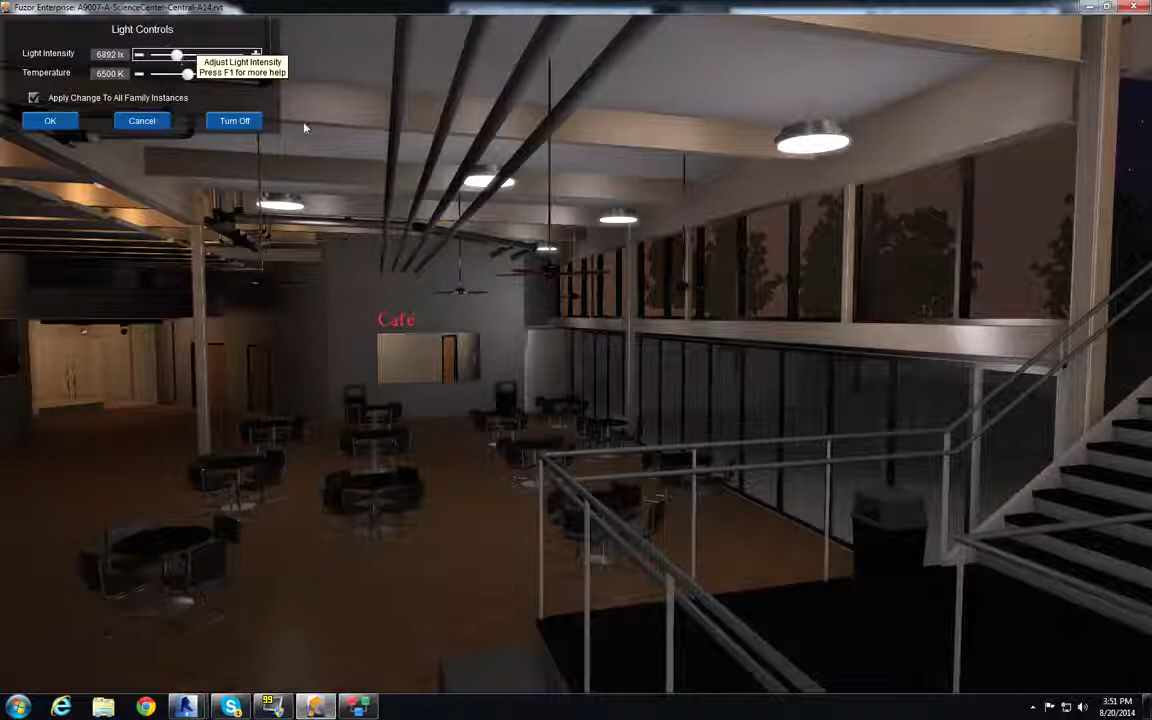 Fuzor Enterprise: A9007-A-ScienceCenter-Central-A14.rvt
Light Controls
Light Intensity 6892 lx
Adjust Light Intensity
Press F1 for more help
Temperature 6500 K
Apply Change To All Family Instances
OK Cancel Turn Off
Café
99
3:51 PM
8/20/2014